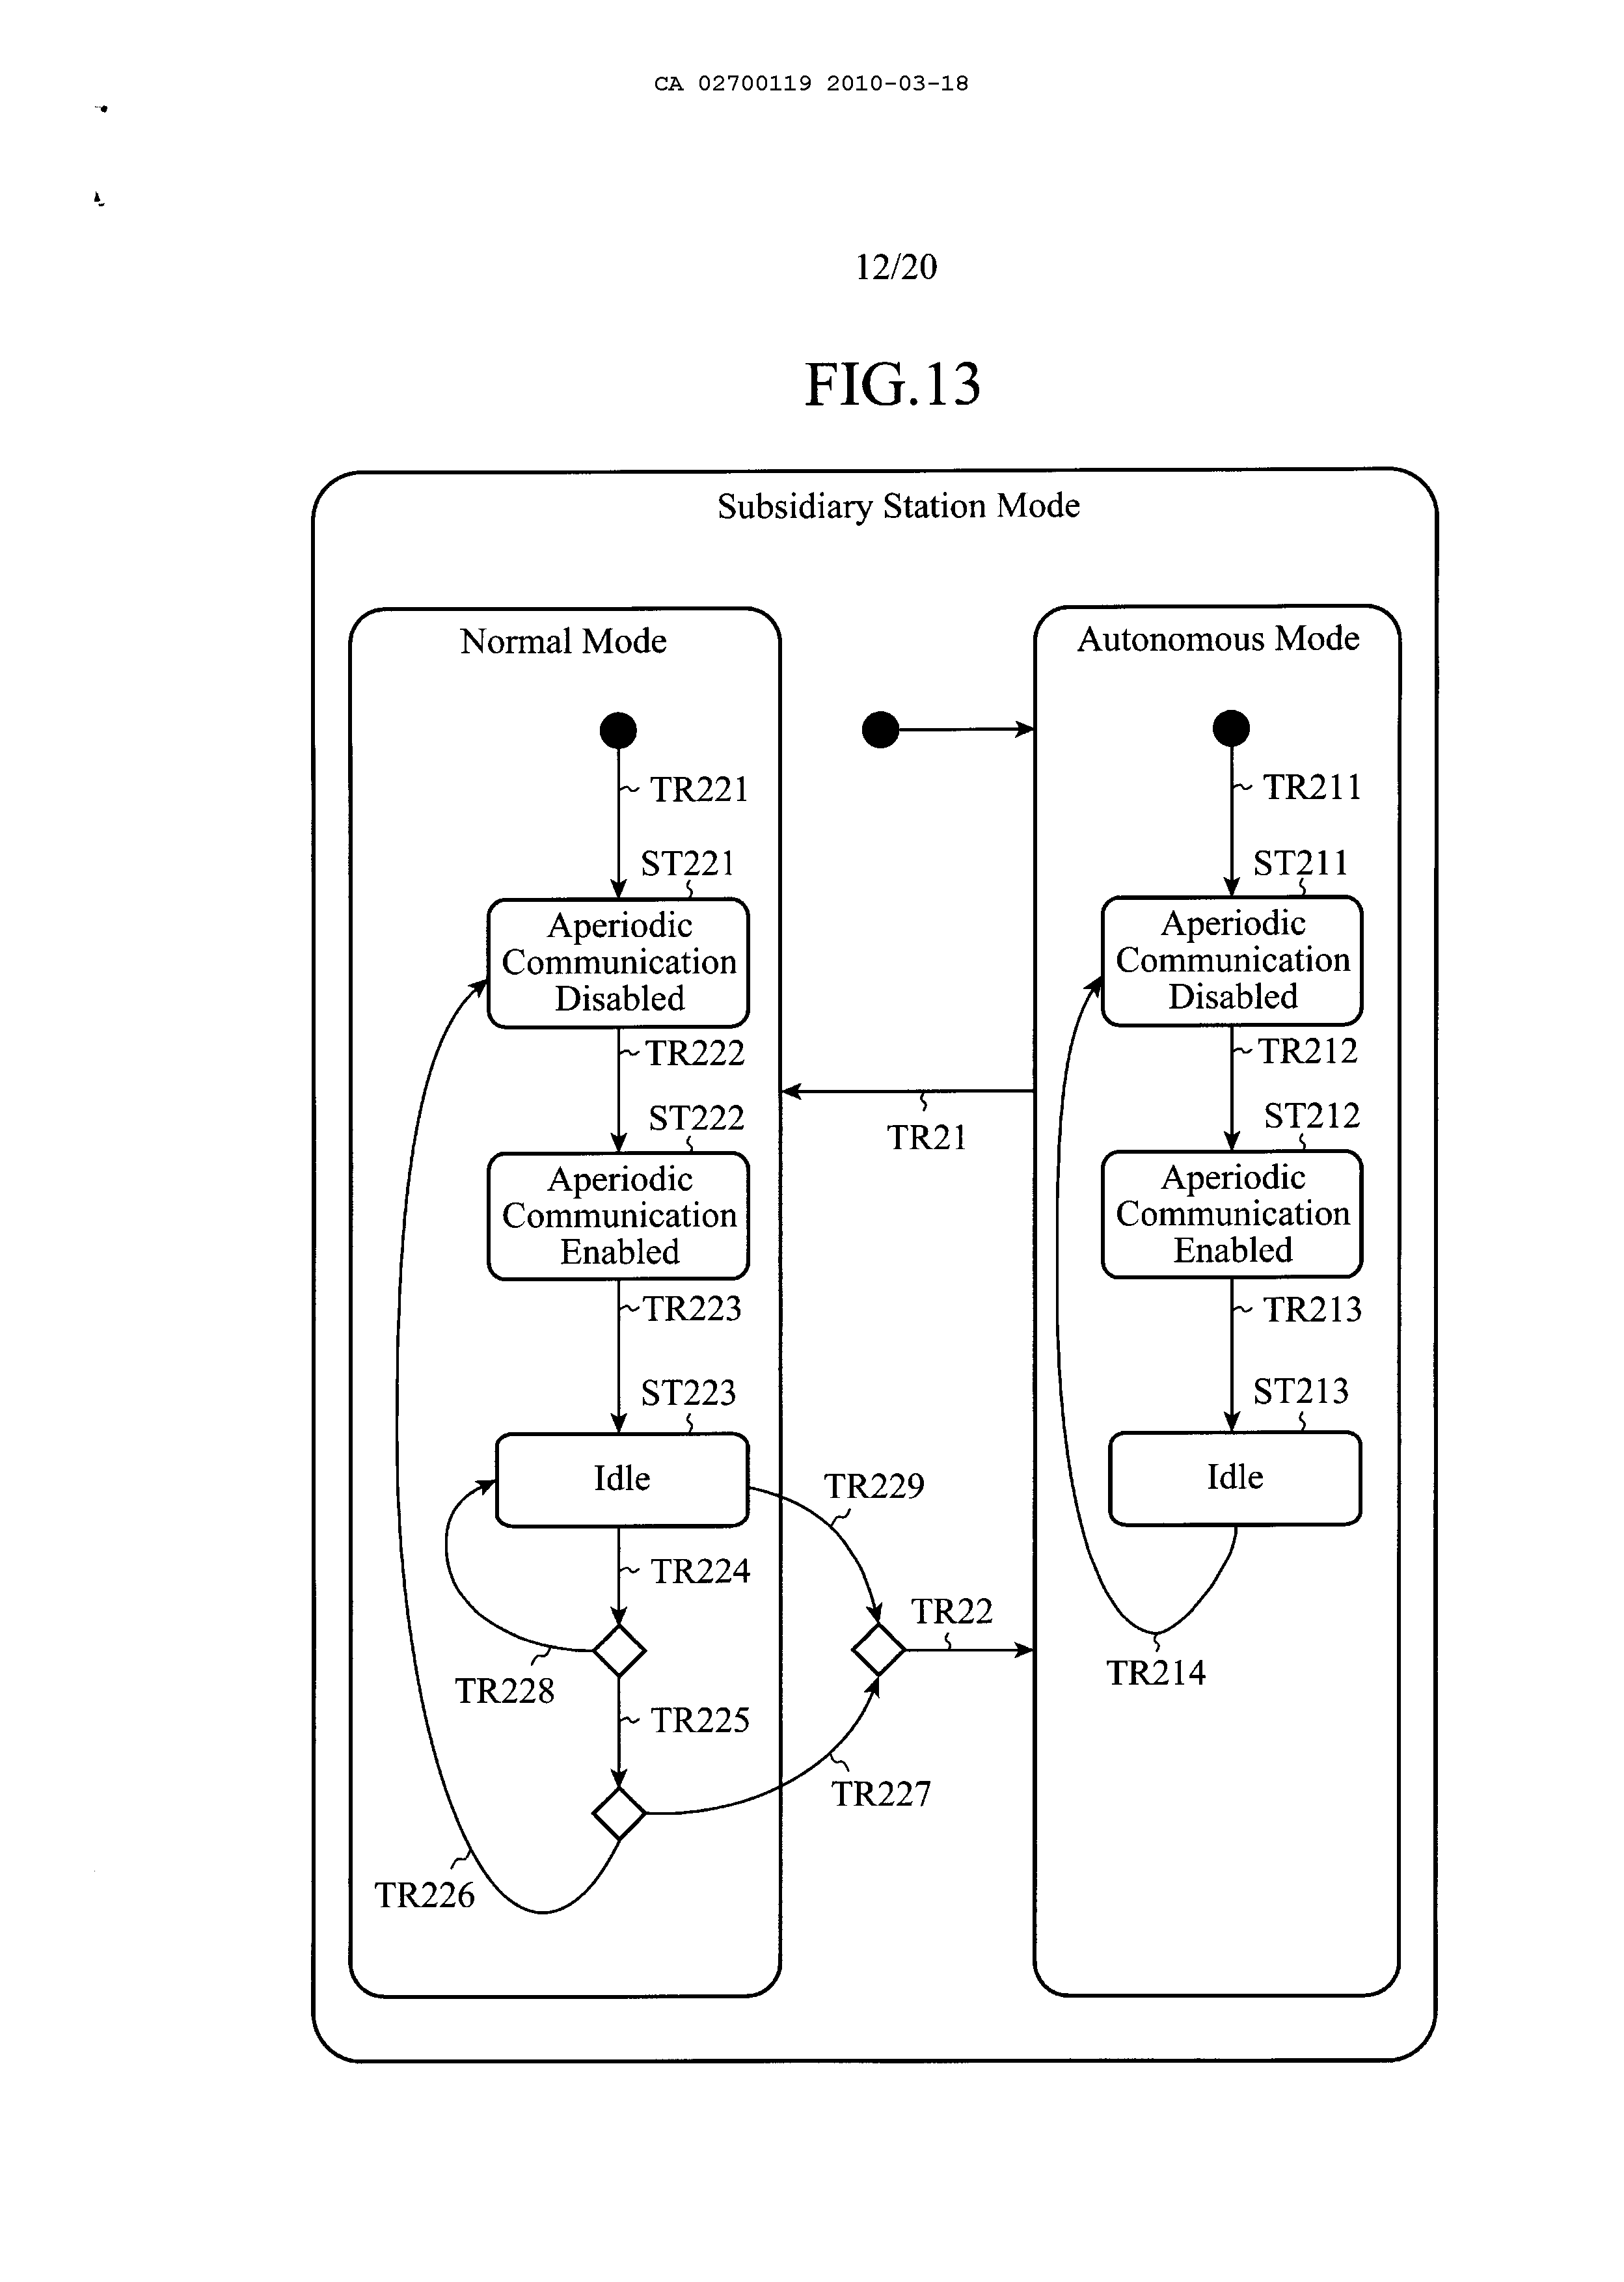 CA 02700119 2010-03-18
12/20
FIG.13
Subsidiary Station Mode
Normal Mode
TR221
ST221
Aperiodic
Communication
Disabled
TR222
ST222
Aperiodic
Communication
Enabled
TR223
ST223
Idle
TR224
TR228
TR225
TR226
TR21
TR229
TR22
TR227
Autonomous Mode
TR211
ST211
Aperiodic
Communication
Disabled
TR212
ST212
Aperiodic
Communication
Enabled
TR213
ST213
Idle
TR214